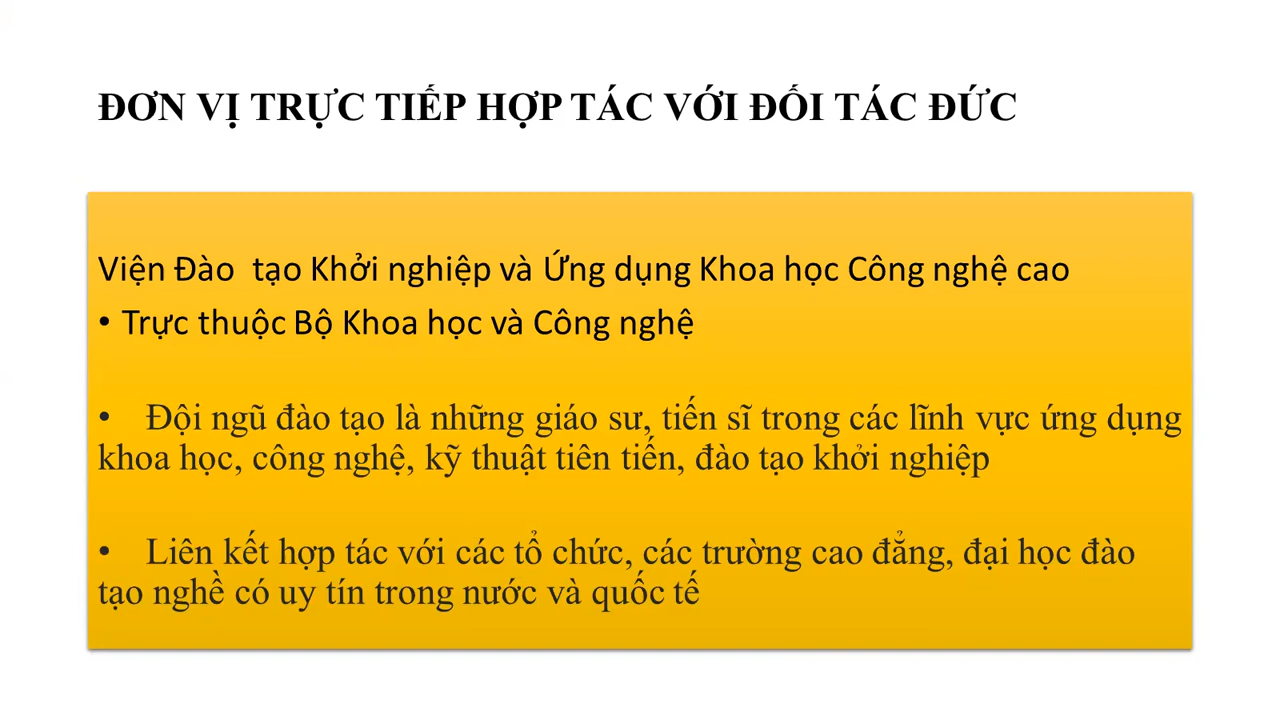 ĐƠN VỊ TRỰC TIẾP HỢP TÁC VỚI ĐỐI TÁC ĐỨC
Viện Đào  tạo Khởi nghiệp và Ứng dụng Khoa học Công nghệ cao
• Trực thuộc Bộ Khoa học và Công nghệ
• Đội ngũ đào tạo là những giáo sư, tiến sĩ trong các lĩnh vực ứng dụng
khoa học, công nghệ, kỹ thuật tiên tiến, đào tạo khởi nghiệp
• Liên kết hợp tác với các tổ chức, các trường cao đẳng, đại học đào
tạo nghề có uy tín trong nước và quốc tế